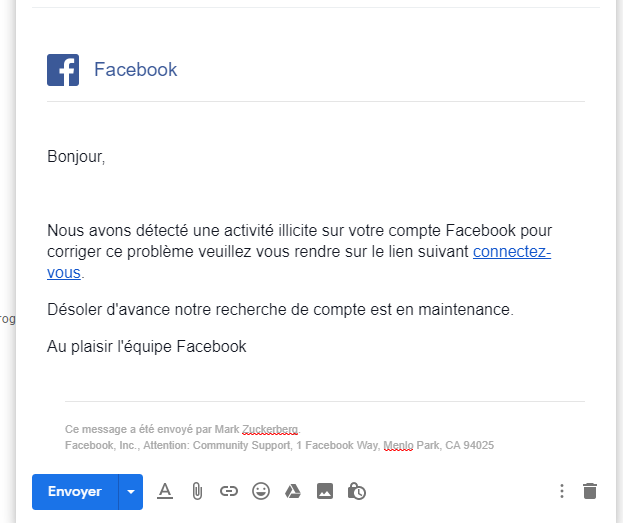 Facebook
Bonjour,
Nous avons détecté une activité illicite sur votre compte Facebook pour
corriger ce problème veuillez vous rendre sur le lien suivant connectez-
vous.
Désoler d'avance notre recherche de compte est en maintenance.
rog
Au plaisir l'équipe Facebook
Ce message a été envoyé par Mark Zuckerberg.
Facebook, Inc., Attention: Community Support, 1 Facebook Way, Menlo Park, CA 94025
Envoyer